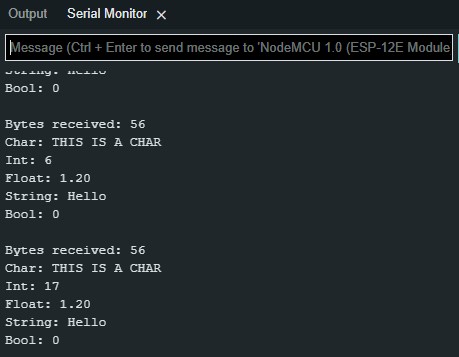 Output Serial Monitor ×
Message (Ctrl + Enter to send message to 'NodeMCU 1.0 (ESP-12E Module
String: Hello
Bool: 0
Bytes received: 56
Char: THIS IS A CHAR
Int: 6
Float: 1.20
String: Hello
Bool: 0
Bytes received: 56
Char: THIS IS A CHAR
Int: 17
Float: 1.20
String: Hello
Bool: 0